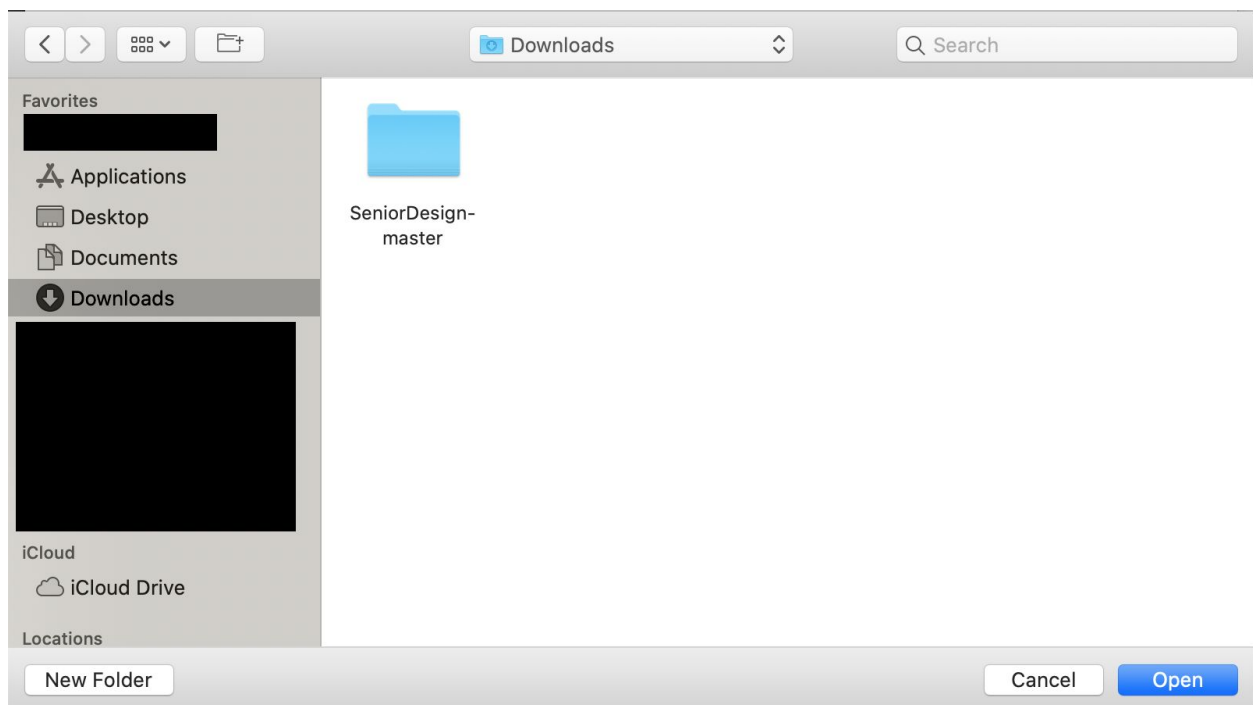 Downloads
Search
Favorites
Applications
Desktop
Documents
Downloads
iCloud
iCloud Drive
Locations
SeniorDesign-
master
New Folder
Cancel
Open